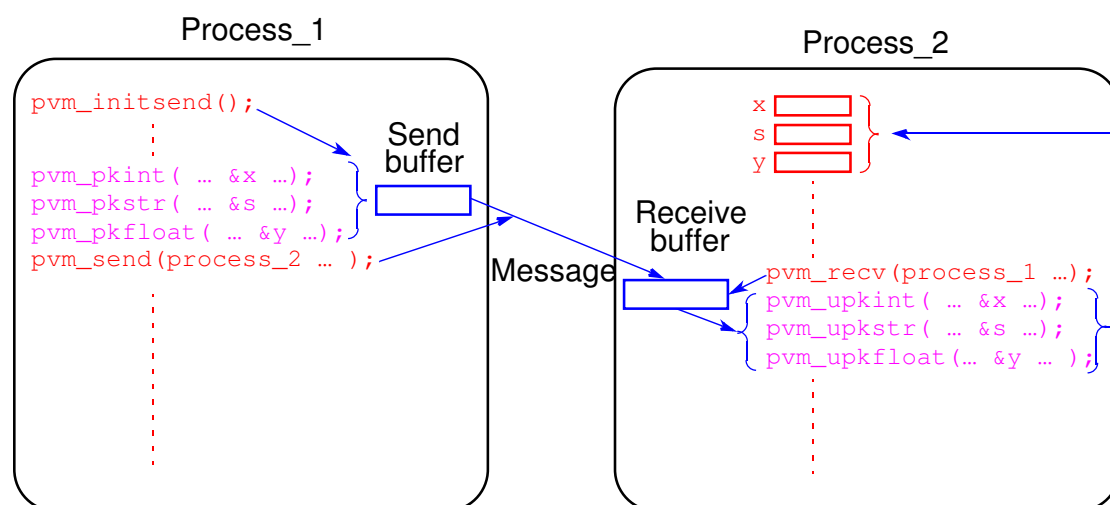 Process_1
pvm_initsend();
Send
buffer
pvm_pkint( … &x …);
pvm_pkstr( … &s …);
pvm_pkfloat( … &y …);
pvm_send(process_2 … );
Message
Process_2
x
s
y
Receive
buffer
pvm_recv(process_1 …);
pvm_upkint( … &x …);
pvm_upkstr( … &s …);
pvm_upkfloat(… &y … );